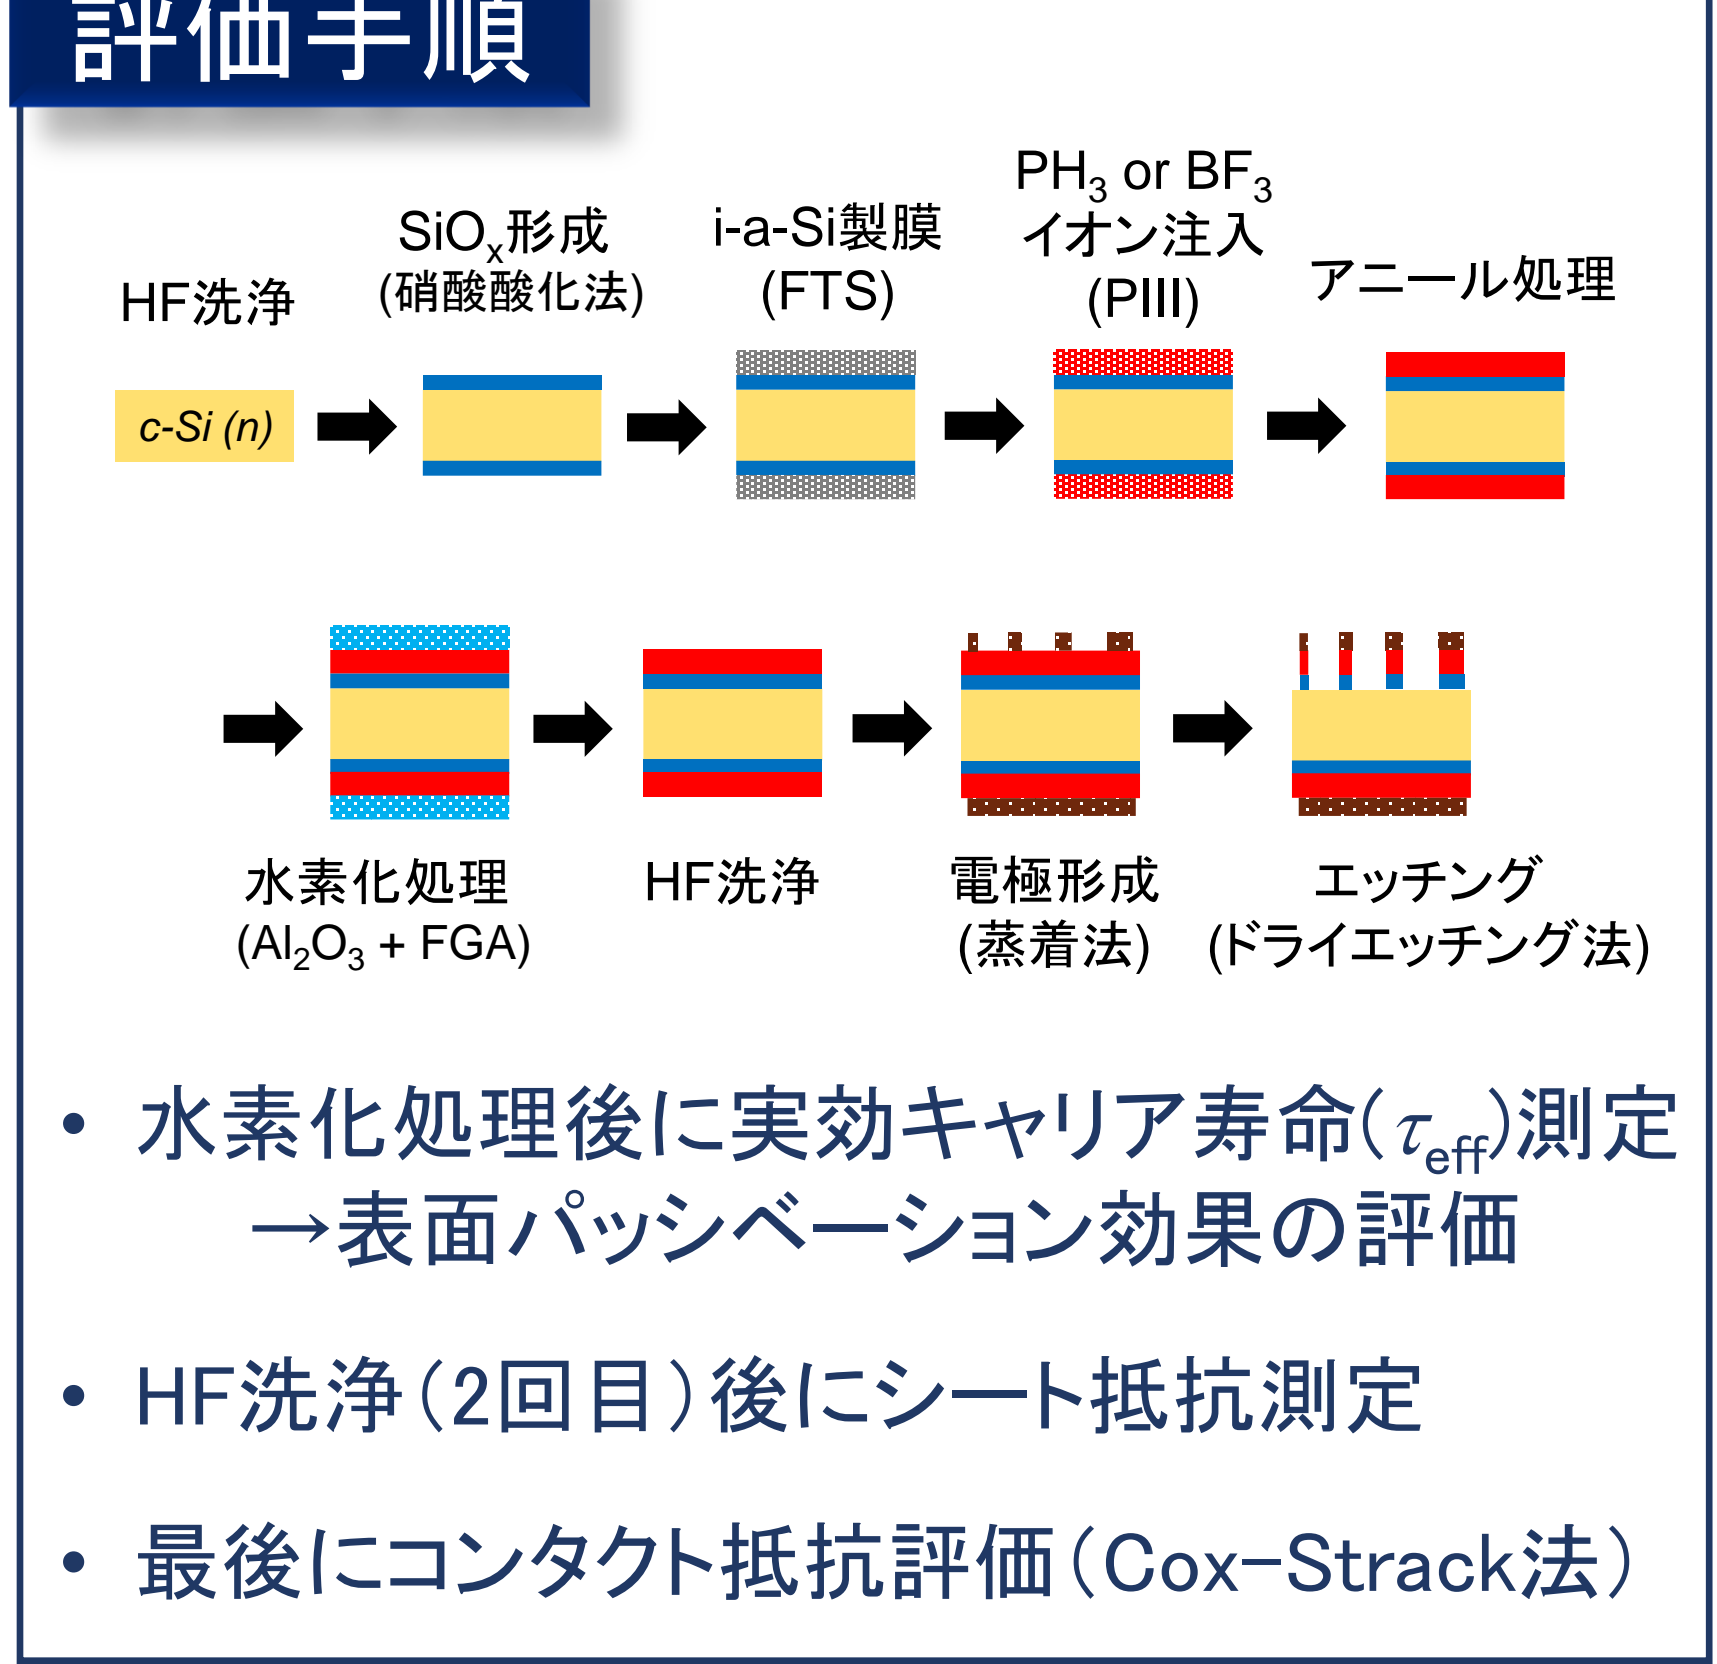 評価手順
PH₃ or BF₃
イオン注入
(PIII)
SiOₓ形成
(硝酸酸化法)
i-a-Si製膜
(FTS)
アニール処理
HF洗浄
c-Si (n)
水素化処理
(Al₂O₃ + FGA)
HF洗浄
電極形成
(蒸着法)
エッチング
(ドライエッチング法)
• 水素化処理後に実効キャリア寿命(τeff)測定
→表面パッシベーション効果の評価
• HF洗浄（2回目）後にシート抵抗測定
• 最後にコンタクト抵抗評価（Cox-Strack法）